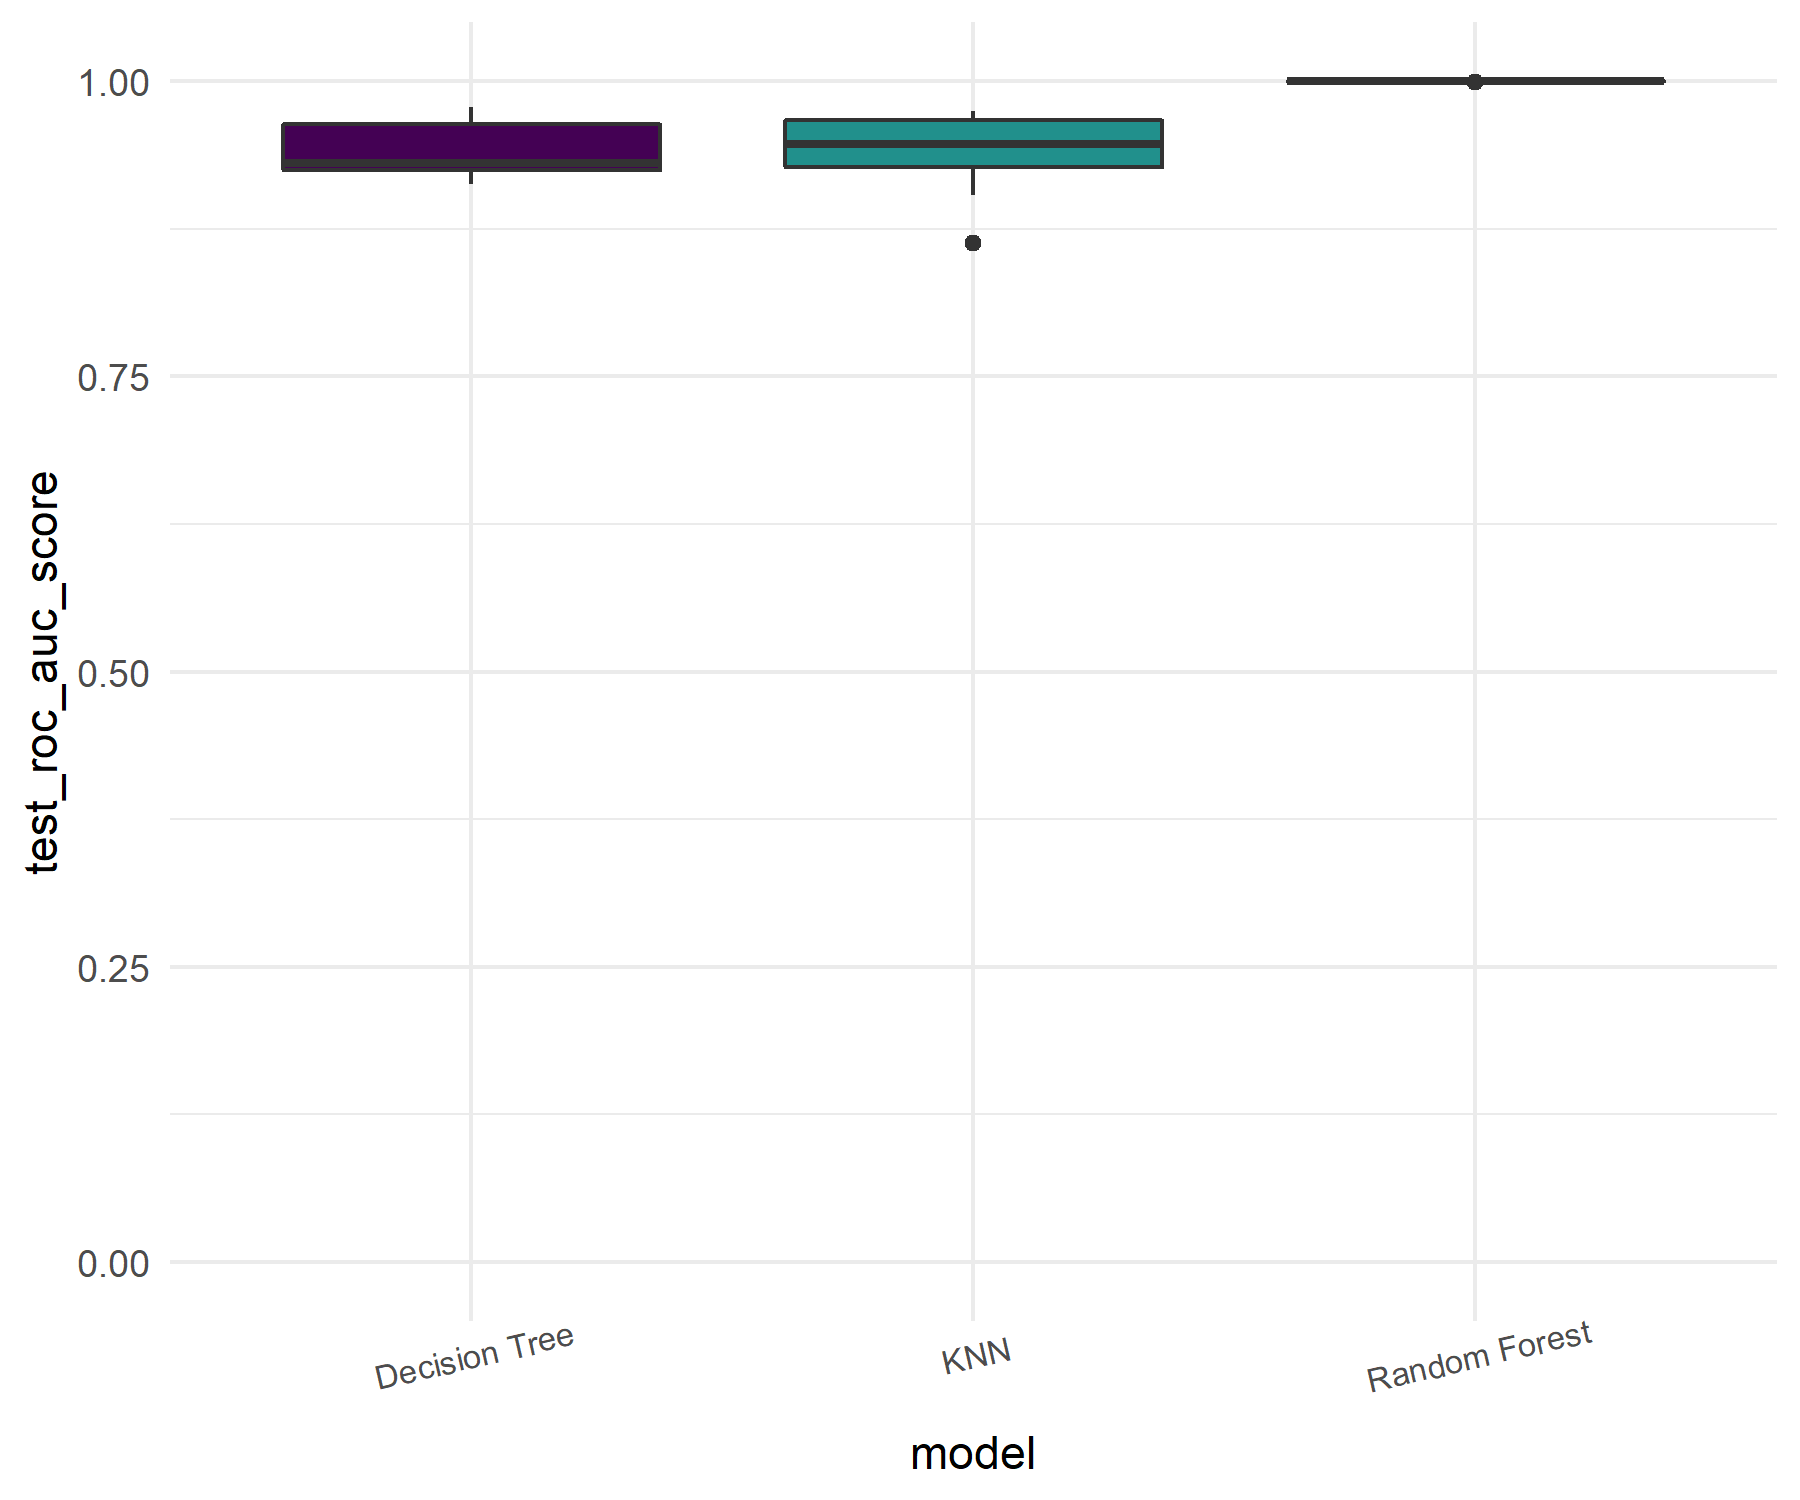 test_roc_auc_score
1.00
0.75
0.50
0.25
0.00
Decision Tree
KNN
Random Forest
model